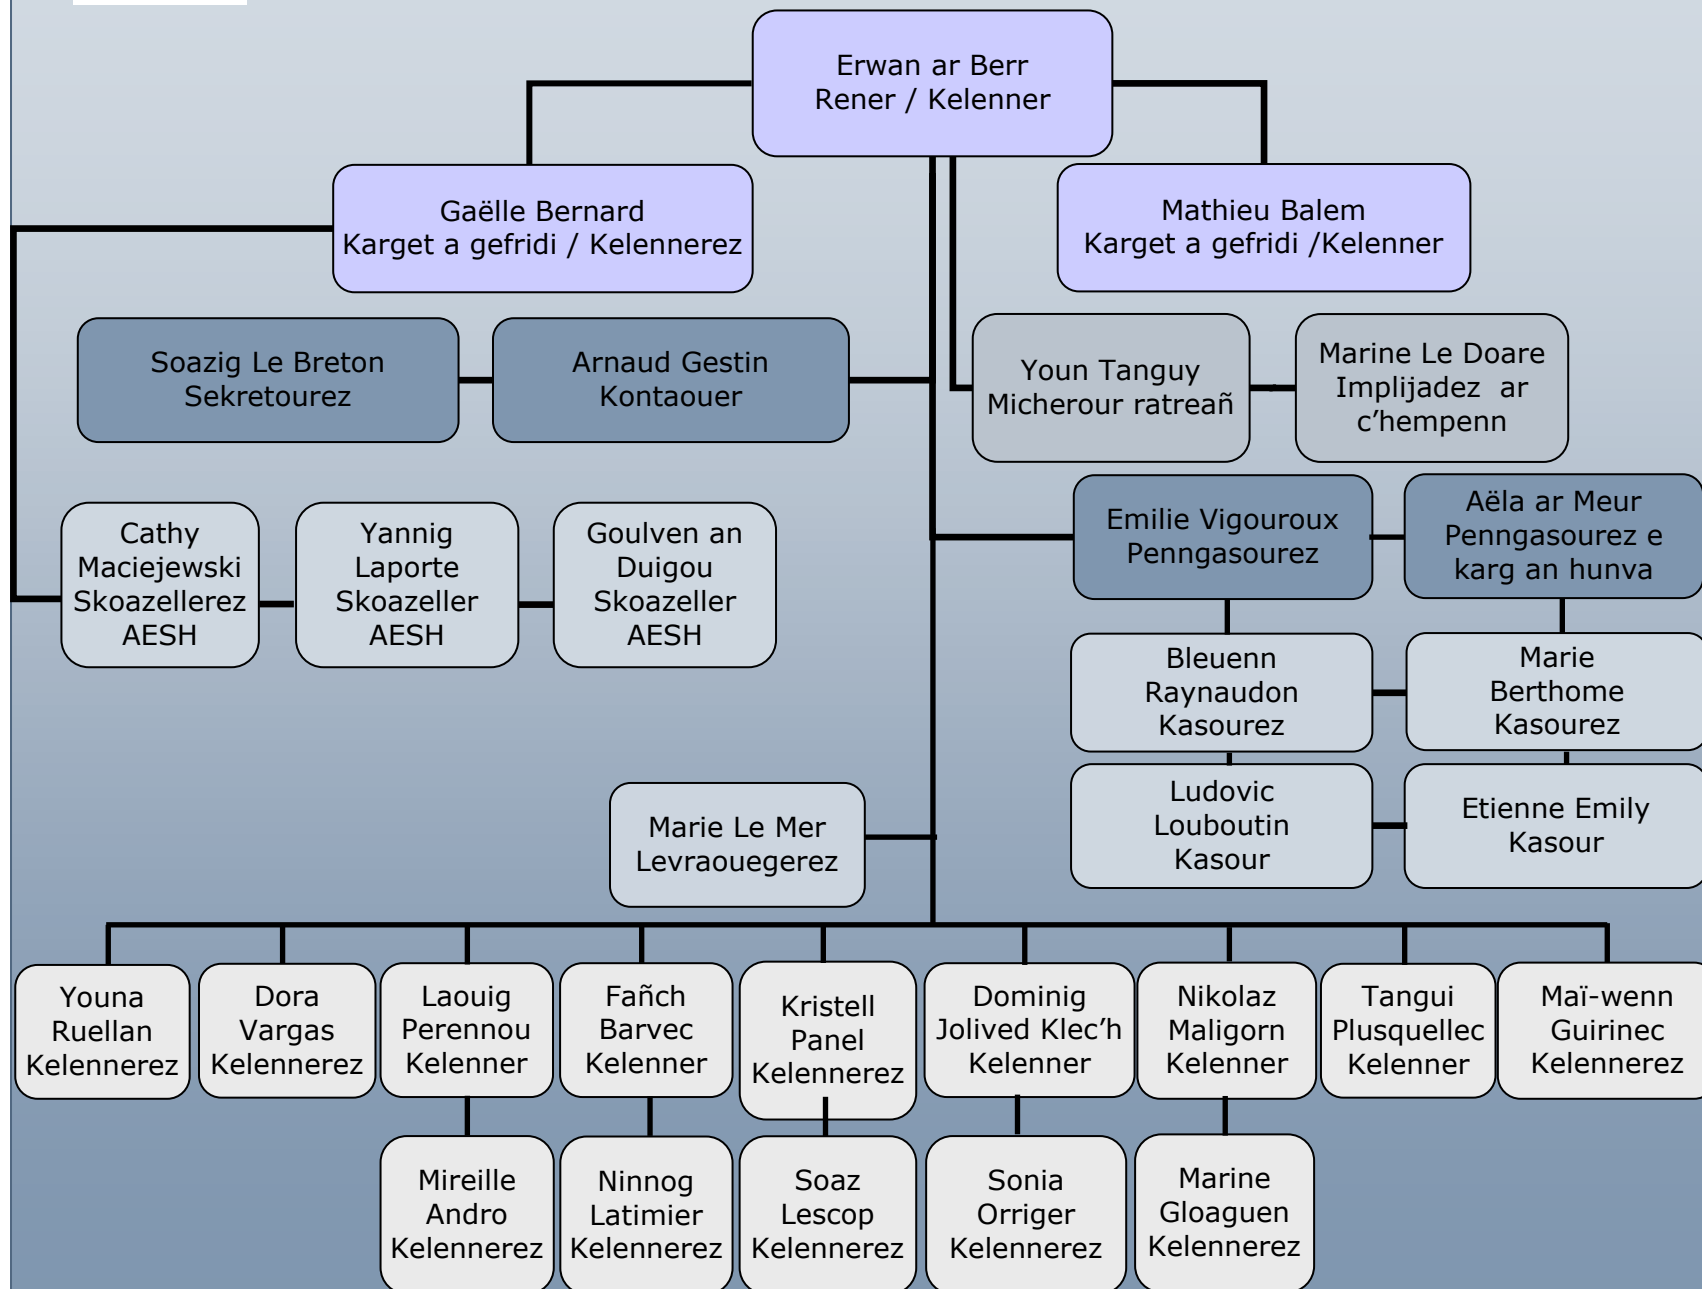 Erwan ar Berr
Rener / Kelenner
Gaëlle Bernard
Karget a gefridi / Kelennerez
Mathieu Balem
Karget a gefridi /Kelenner
Soazig Le Breton
Sekretourez
Arnaud Gestin
Kontaouer
Youn Tanguy
Micherour ratreañ
Marine Le Doare
Implijadez ar
c’hempenn
Cathy
Maciejewski
Skoazellerez
AESH
Yannig
Laporte
Skoazeller
AESH
Goulven an
Duigou
Skoazeller
AESH
Emilie Vigouroux
Penngasourez
Aëla ar Meur
Penngasourez e
karg an hunva
Bleuenn
Raynaudon
Kasourez
Marie
Berthome
Kasourez
Ludovic
Louboutin
Kasour
Etienne Emily
Kasour
Marie Le Mer
Levraouegerez
Youna
Ruellan
Kelennerez
Dora
Vargas
Kelennerez
Laouig
Perennou
Kelenner
Fañch
Barvec
Kelenner
Kristell
Panel
Kelennerez
Dominig
Jolived Klec’h
Kelenner
Nikolaz
Maligorn
Kelenner
Tangui
Plusquellec
Kelenner
Maï-wenn
Guirinec
Kelennerez
Mireille
Andro
Kelennerez
Ninnog
Latimier
Kelennerez
Soaz
Lescop
Kelennerez
Sonia
Orriger
Kelennerez
Marine
Gloaguen
Kelennerez